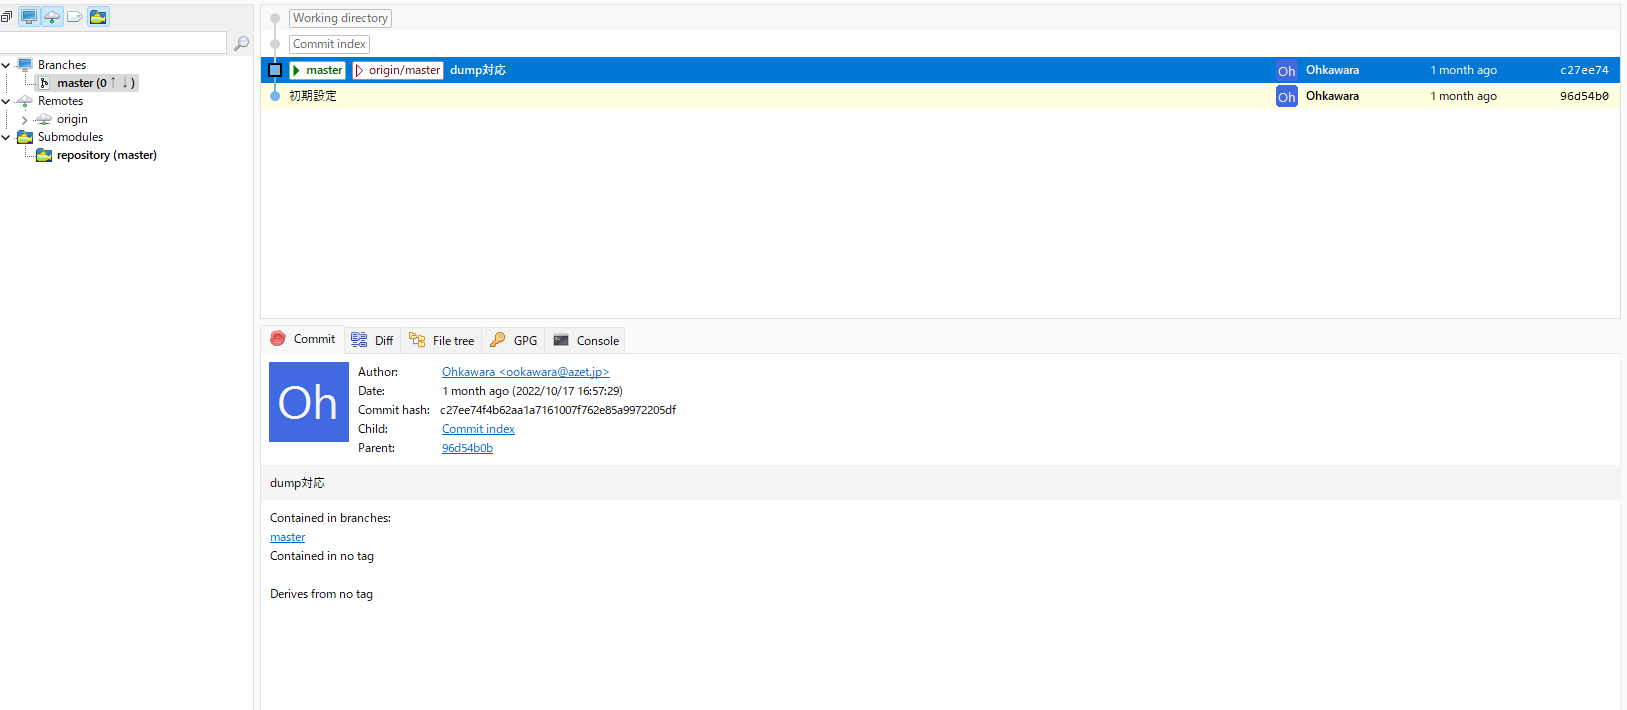 Branches
master (0 ↑ ↓ )
Remotes
origin
Submodules
repository (master)
Working directory
Commit index
master origin/master dump対応 Oh Ohkawara 1 month ago c27ee74
初期設定 Oh Ohkawara 1 month ago 96d54b0
Commit Diff File tree GPG Console
Oh
Author: Ohkawara <ookawara@azet.jp>
Date: 1 month ago (2022/10/17 16:57:29)
Commit hash: c27ee74f4b62aa1a7161007f762e85a9972205df
Child: Commit index
Parent: 96d54b0b
dump対応
Contained in branches:
master
Contained in no tag
Derives from no tag